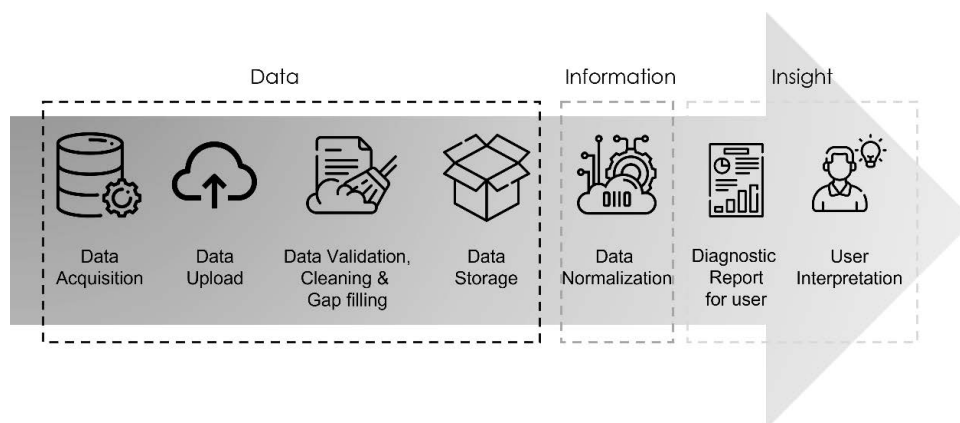 Data
Information
Insight
Data
Acquisition
Data
Upload
Data Validation,
Cleaning &
Gap filling
Data
Storage
0110
Data
Normalization
Diagnostic
Report
for user
User
Interpretation